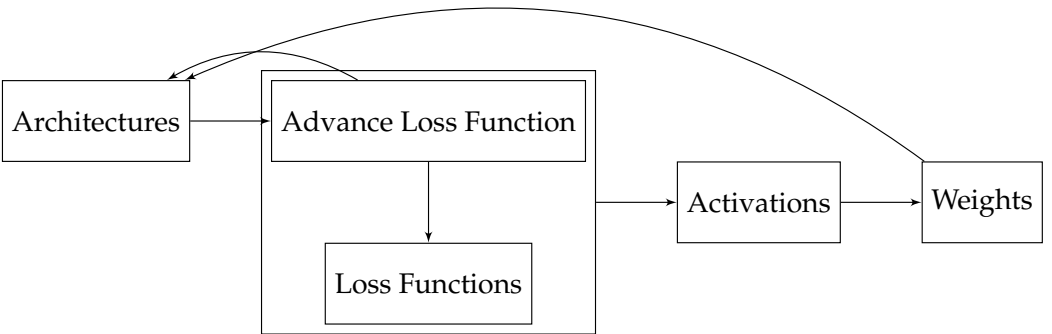 Architectures
Advance Loss Function
Loss Functions
Activations
Weights